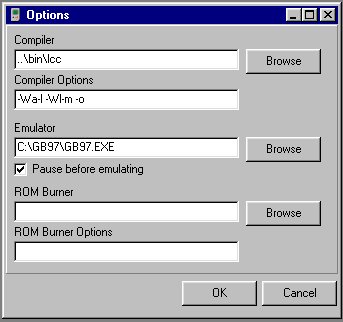 Options
Compiler
..\bin\lcc
Browse
Compiler Options
-Wa-l -Wl-m -o
Emulator
C:\GB97\GB97.EXE
Browse
Pause before emulating
ROM Burner
Browse
ROM Burner Options
OK
Cancel